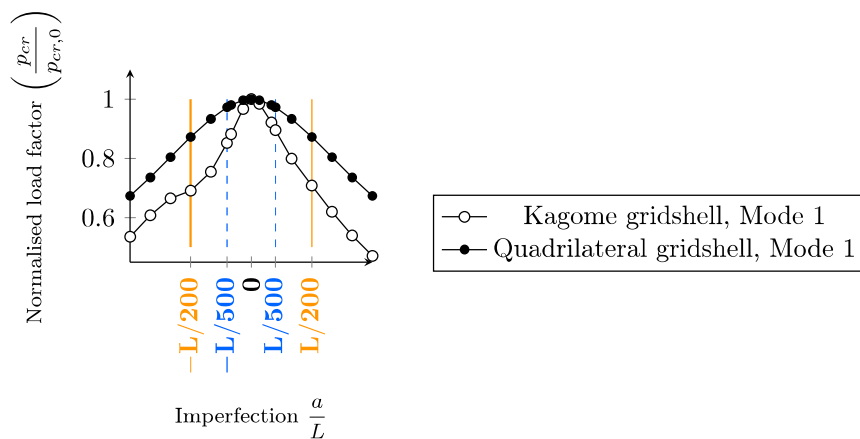 Normalised load factor (p_cr / p_cr,0)
1
0.8
0.6
−L/200
−L/500
0
L/500
L/200
Imperfection a/L
Kagome gridshell, Mode 1
Quadrilateral gridshell, Mode 1